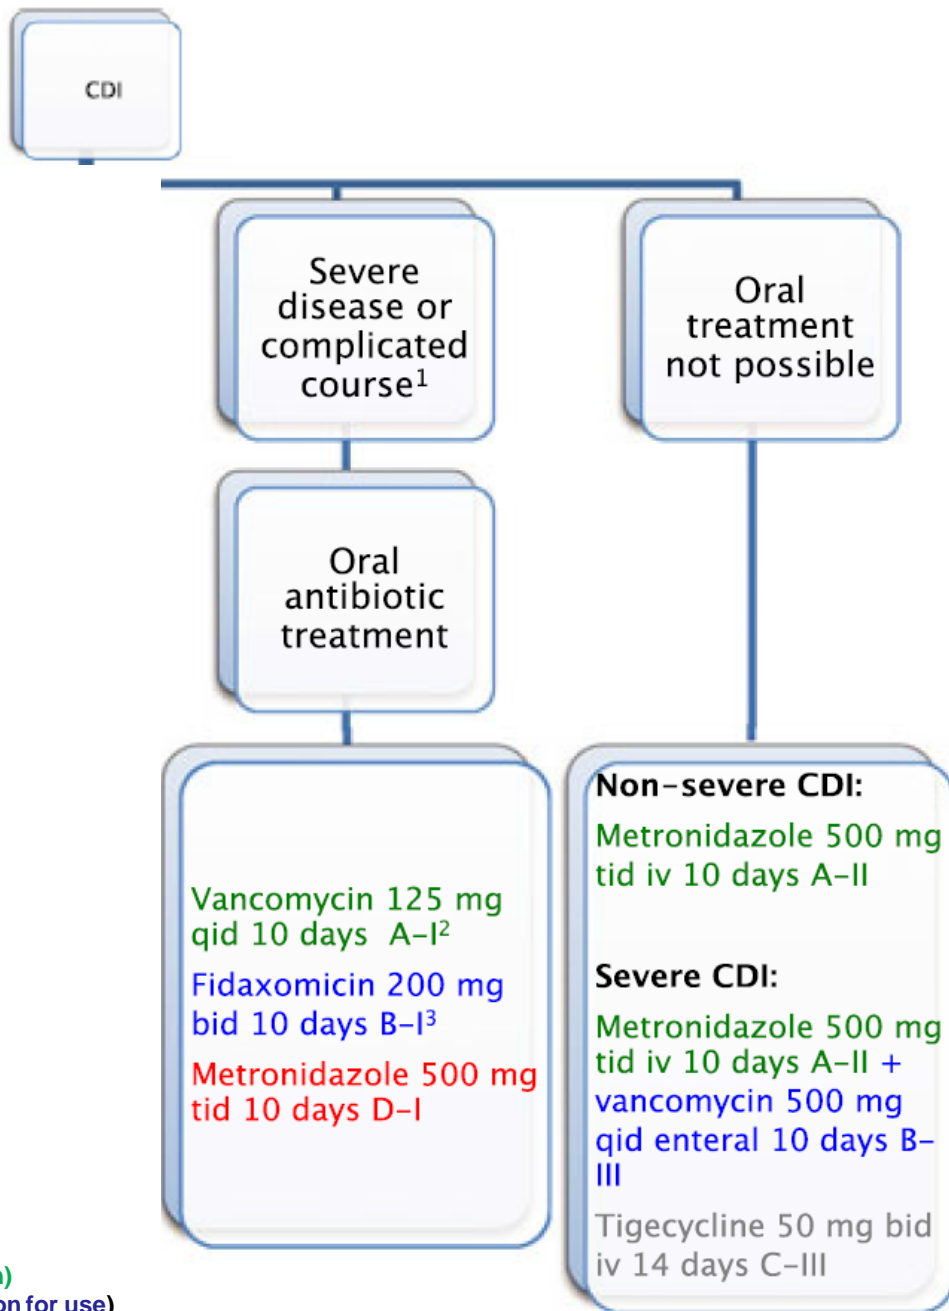 CDI
Severe
disease or
complicated
course¹
Oral
antibiotic
treatment
Vancomycin 125 mg
qid 10 days A-I²
Fidaxomicin 200 mg
bid 10 days B-I³
Metronidazole 500 mg
tid 10 days D-I
Oral
treatment
not possible
Non-severe CDI:
Metronidazole 500 mg
tid iv 10 days A-II
Severe CDI:
Metronidazole 500 mg
tid iv 10 days A-II +
vancomycin 500 mg
qid enteral 10 days B-
III
Tigecycline 50 mg bid
iv 14 days C-III
for use)